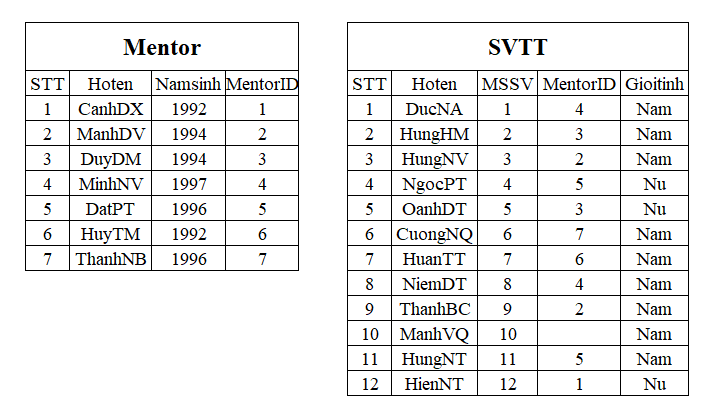 Mentor
STT Hoten Namsinh MentorID
1 CanhDX 1992 1
2 ManhDV 1994 2
3 DuyDM 1994 3
4 MinhNV 1997 4
5 DatPT 1996 5
6 HuyTM 1992 6
7 ThanhNB 1996 7
SVTT
STT Hoten MSSV MentorID Gioitinh
1 DucNA 1 4 Nam
2 HungHM 2 3 Nam
3 HungNV 3 2 Nam
4 NgocPT 4 5 Nu
5 OanhDT 5 3 Nu
6 CuongNQ 6 7 Nam
7 HuanTT 7 6 Nam
8 NiemDT 8 4 Nam
9 ThanhBC 9 2 Nam
10 ManhVQ 10 Nam
11 HungNT 11 5 Nam
12 HienNT 12 1 Nu